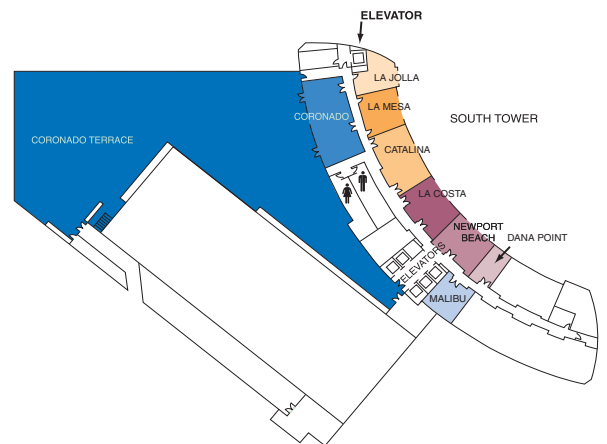 ELEVATOR
LA JOLLA
LA MESA
CORONADO
SOUTH TOWER
CORONADO TERRACE
CATALINA
LA COSTA
NEWPORT
BEACH
DANA POINT
ELEVATORS
MALIBU